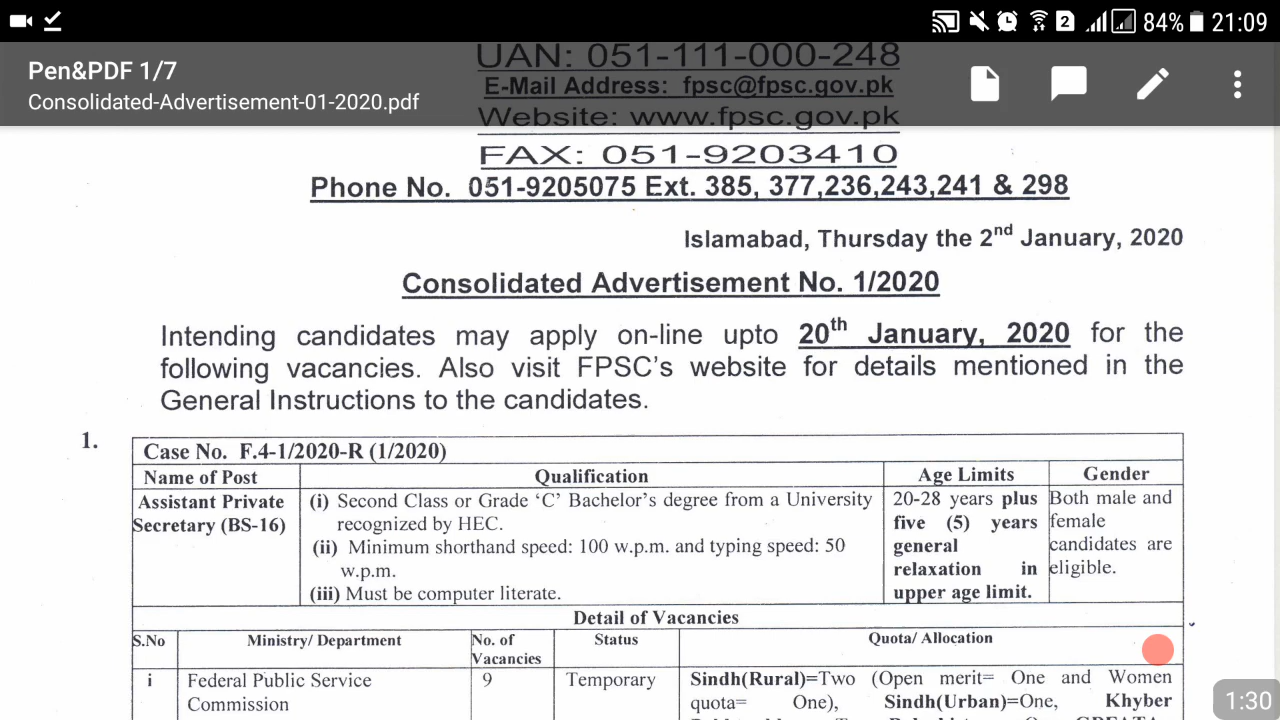 84% 21:09
Pen&PDF 1/7
Consolidated-Advertisement-01-2020.pdf
UAN: 051-111-000-248
E-Mail Address: fpsc@fpsc.gov.pk
Website: www.fpsc.gov.pk
FAX: 051-9203410
Phone No. 051-9205075 Ext. 385, 377,236,243,241 & 298
Islamabad, Thursday the 2nd January, 2020
Consolidated Advertisement No. 1/2020
Intending candidates may apply on-line upto 20th January, 2020 for the
following vacancies. Also visit FPSC's website for details mentioned in the
General Instructions to the candidates.
1.
Case No. F.4-1/2020-R (1/2020)
Name of Post Qualification Age Limits Gender
Assistant Private (i) Second Class or Grade ‘C’ Bachelor's degree from a University 20-28 years plus Both male and
Secretary (BS-16) recognized by HEC. five (5) years female
(ii) Minimum shorthand speed: 100 w.p.m. and typing speed: 50 general candidates are
w.p.m. relaxation in eligible.
(iii) Must be computer literate. upper age limit.
Detail of Vacancies
S.No Ministry/ Department No. of Status Quota/ Allocation
Vacancies
i Federal Public Service 9 Temporary Sindh(Rural)=Two (Open merit= One and Women
Commission quota= One), Sindh(Urban)=One, Khyber
1:30